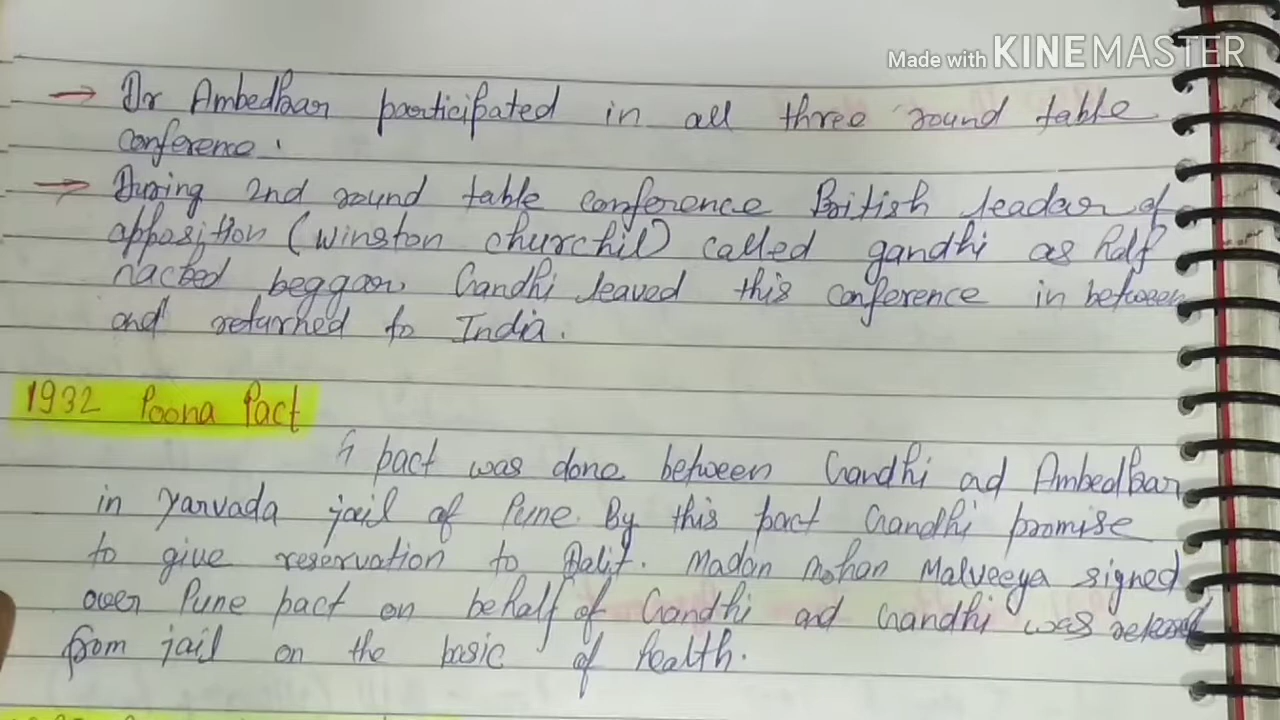 Made with KINEMASTER
→ Dr Ambedkar participated in all three round table
conference.
→ During 2nd round table conference British leader of
apposition (winston churchil) called gandhi as half
nacked beggar. Gandhi leaved this conference in between
and returned to India.
1932 Poona Pact
↳ pact was done between Gandhi ad Ambedkar
in Yarvada jail of Pune. By this pact Gandhi promise
to give reservation to Dalit. Madan Mohan Malveeya signed
over Pune pact on behalf of Gandhi ad Gandhi was released
from jail on the basic of health.